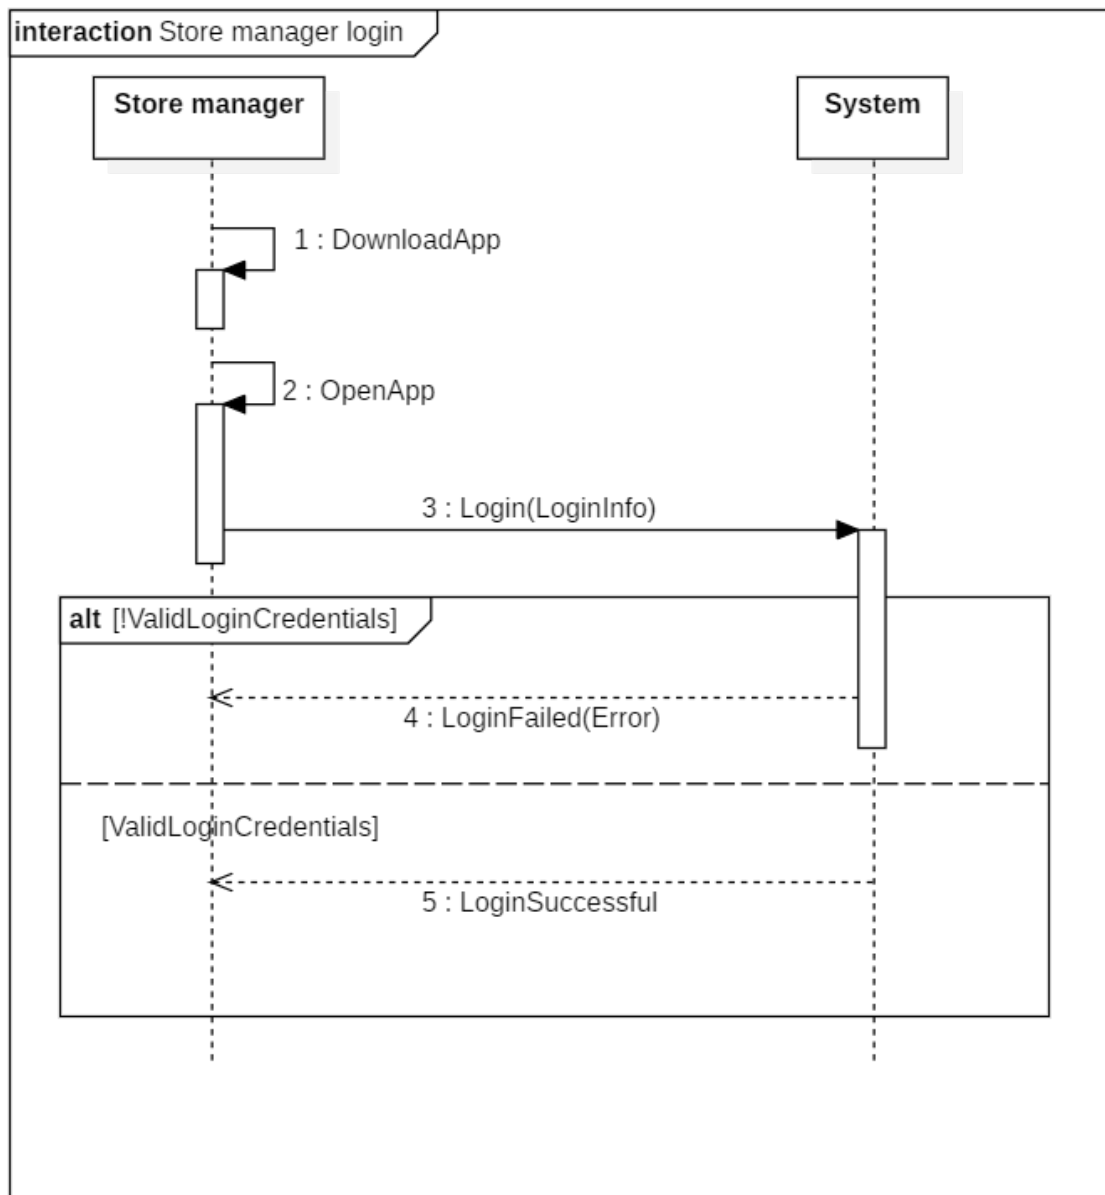 interaction Store manager login
Store manager
System
1 : DownloadApp
2 : OpenApp
3 : Login(LoginInfo)
alt [!ValidLoginCredentials]
4 : LoginFailed(Error)
[ValidLoginCredentials]
5 : LoginSuccessful